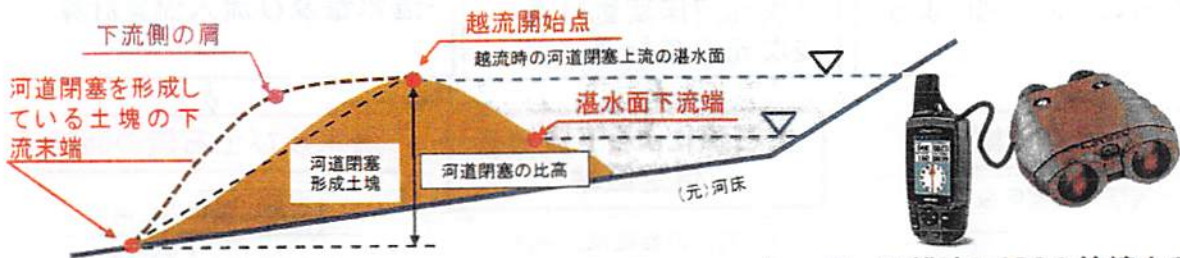 越流開始点
下流側の肩
越流時の河道閉塞上流の湛水面
河道閉塞を形成し
ている土塊の下
流末端
湛水面下流端
河道閉塞
形成土塊
河道閉塞の比高
(元)河床